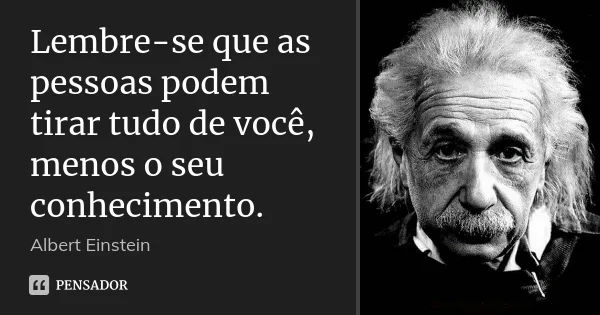 Lembre-se que as
pessoas podem
tirar tudo de você,
menos o seu
conhecimento.
Albert Einstein
PENSADOR